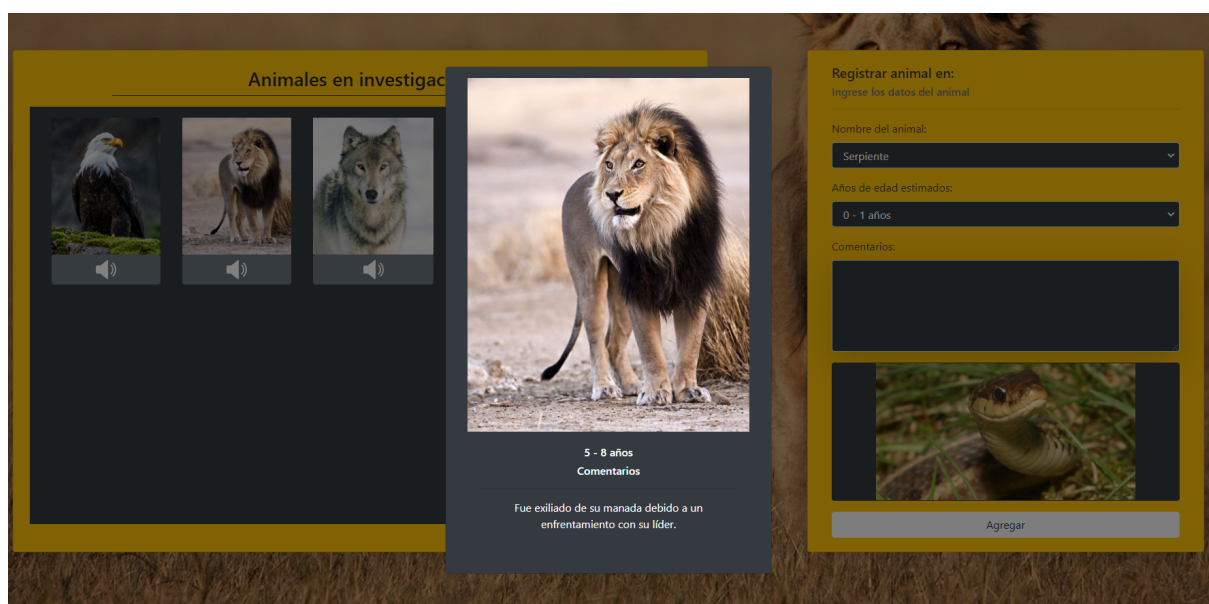 Animales en investigac
5 - 8 años
Comentarios
Fue exiliado de su manada debido a un
enfrentamiento con su líder.
Registrar animal en:
Ingrese los datos del animal
Nombre del animal:
Serpiente
Años de edad estimados:
0 - 1 años
Comentarios:
Agregar